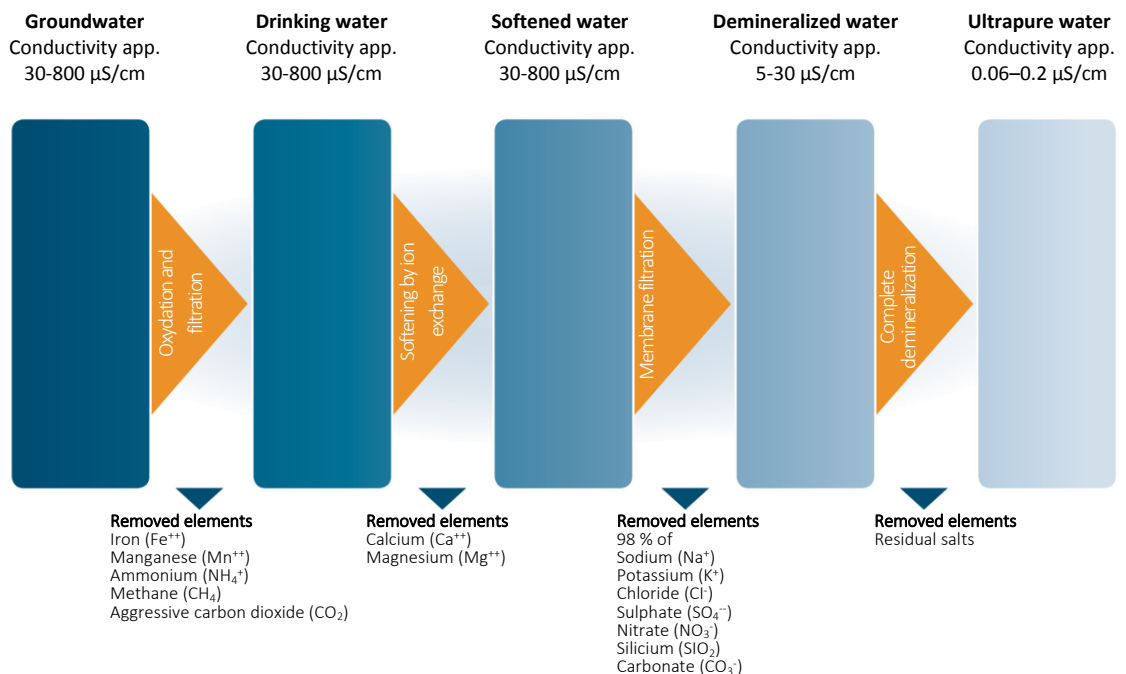 Groundwater
Conductivity app.
30-800 µS/cm
Drinking water
Conductivity app.
30-800 µS/cm
Softened water
Conductivity app.
30-800 µS/cm
Demineralized water
Conductivity app.
5-30 µS/cm
Ultrapure water
Conductivity app.
0.06–0.2 µS/cm
Oxydation and
filtration
Softening by ion
exchange
Membrane filtration
Complete
demineralization
Removed elements
Iron (Fe⁺⁺)
Manganese (Mn⁺⁺)
Ammonium (NH₄⁺)
Methane (CH₄)
Aggressive carbon dioxide (CO₂)
Removed elements
Calcium (Ca⁺⁺)
Magnesium (Mg⁺⁺)
Removed elements
98 % of
Sodium (Na⁺)
Potassium (K⁺)
Chloride (Cl⁻)
Sulphate (SO₄⁻⁻)
Nitrate (NO₃⁻)
Silicium (SIO₂)
Carbonate (CO₃⁻)
Removed elements
Residual salts